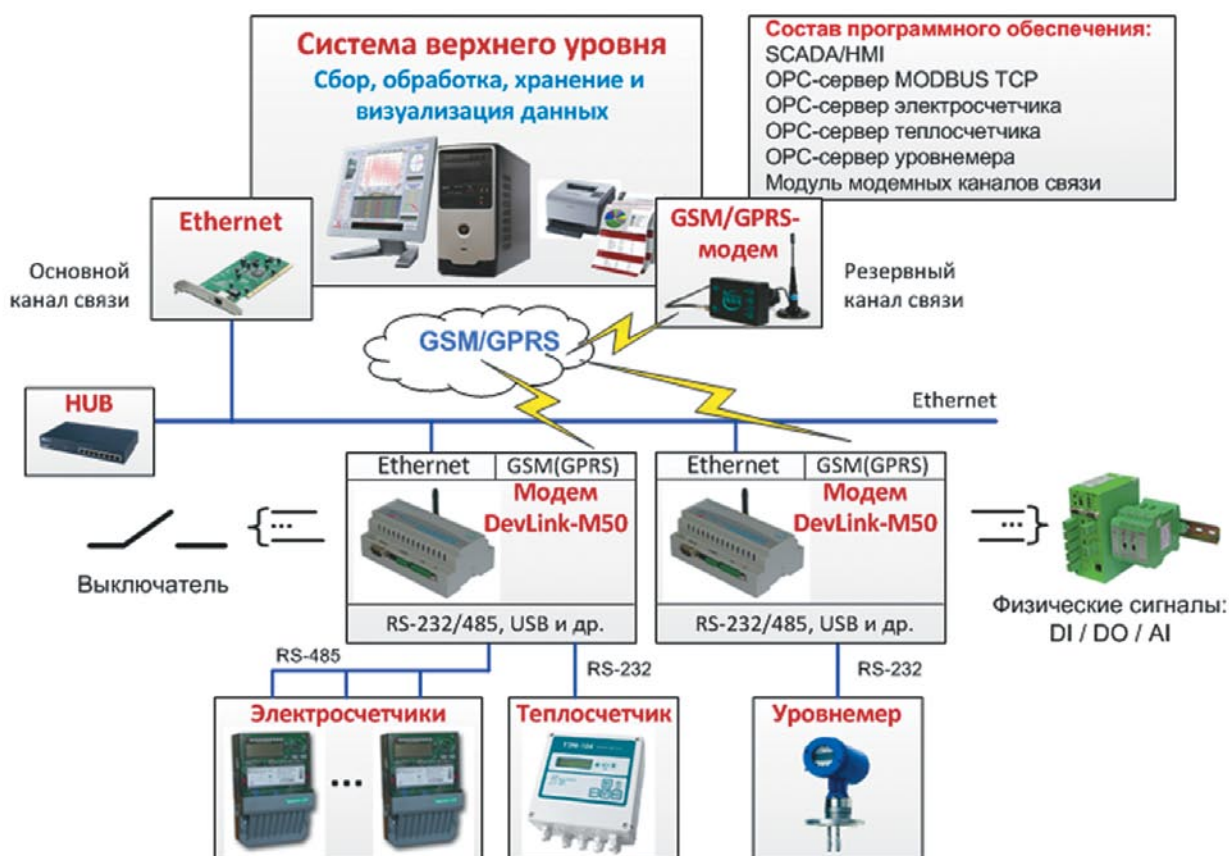 Система верхнего уровня
Сбор, обработка, хранение и
визуализация данных
Состав программного обеспечения:
SCADA/HMI
OPC-сервер MODBUS TCP
OPC-сервер электросчетчика
OPC-сервер теплосчетчика
OPC-сервер уровнемера
Модуль модемных каналов связи
Ethernet
GSM/GPRS-
модем
Основной
канал связи
Резервный
канал связи
GSM/GPRS
HUB
Ethernet
Ethernet
GSM(GPRS)
Модем
DevLink-M50
RS-232/485, USB и др.
Ethernet
GSM(GPRS)
Модем
DevLink-M50
RS-232/485, USB и др.
Выключатель
Физические сигналы:
DI / DO / AI
RS-485
RS-232
RS-232
Электросчетчики
Теплосчетчик
Уровнемер